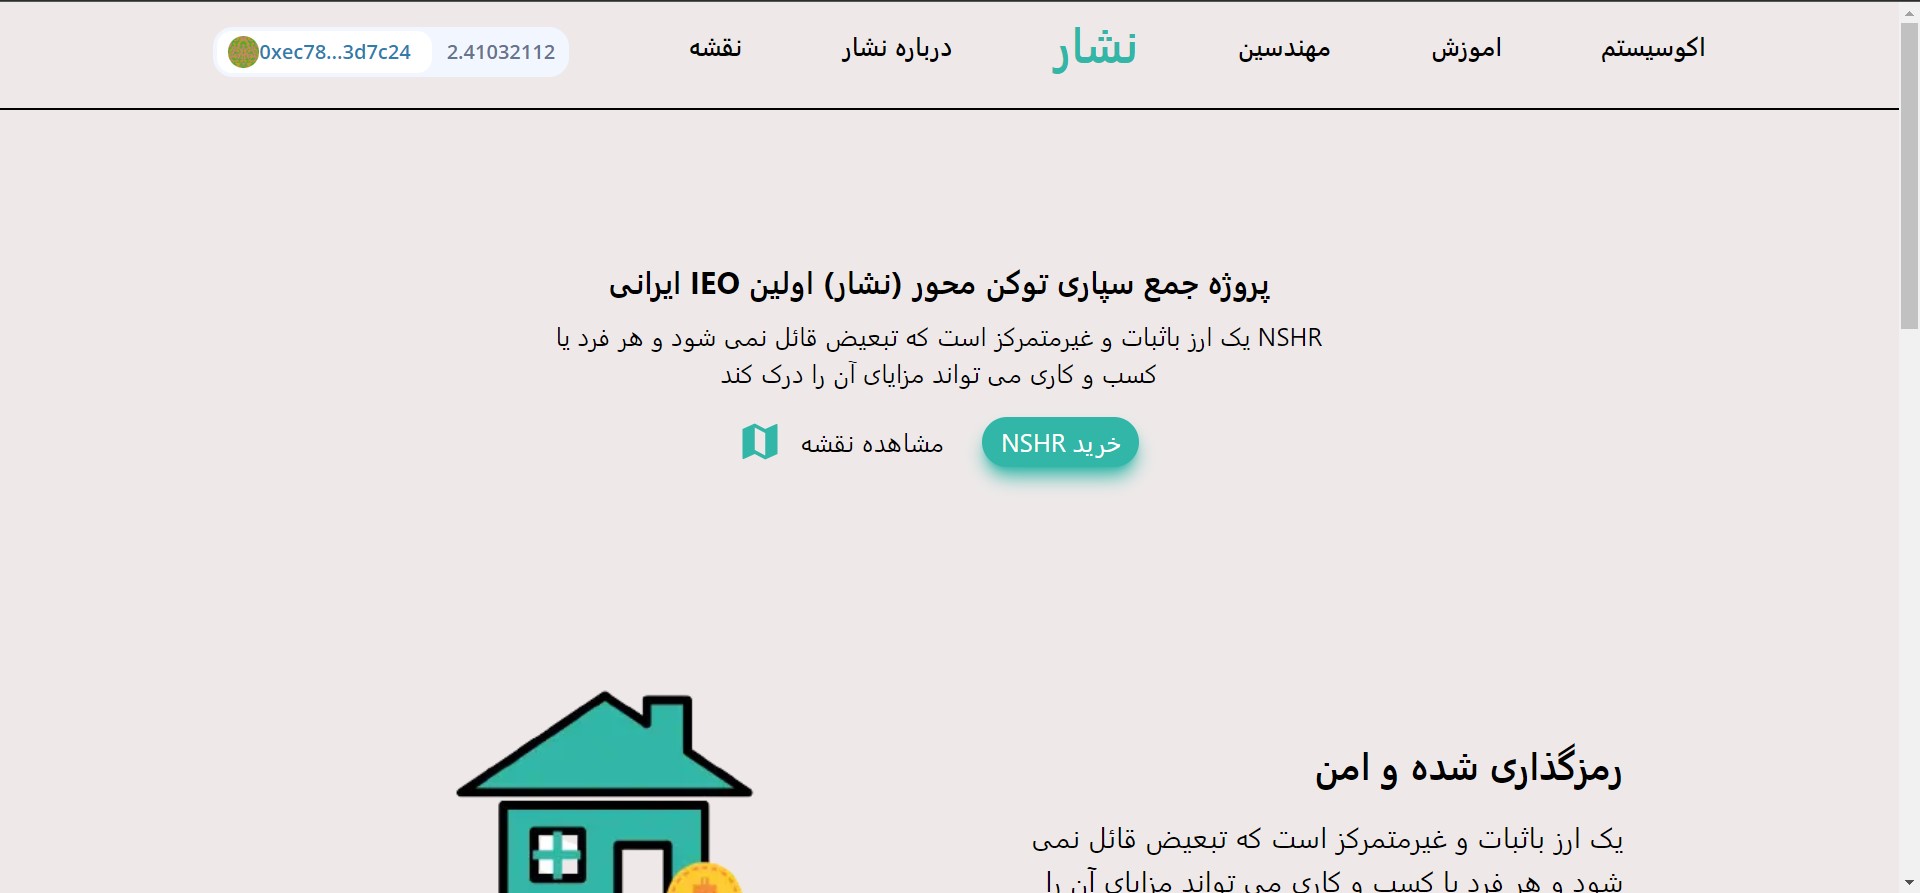 اکوسیستم
اموزش
مهندسین
نشار
درباره نشار
نقشه
2.41032112
0xec78...3d7c24
پروژه جمع سپاری توکن محور (نشار) اولین IEO ایرانی
NSHR یک ارز باثبات و غیرمتمرکز است که تبعیض قائل نمی شود و هر فرد یا
کسب و کاری می تواند مزایای آن را درک کند
خرید NSHR
مشاهده نقشه
رمزگذاری شده و امن
یک ارز باثبات و غیرمتمرکز است که تبعیض قائل نمی
شود و هر فرد یا کسب و کاری می تواند مزایای آن را